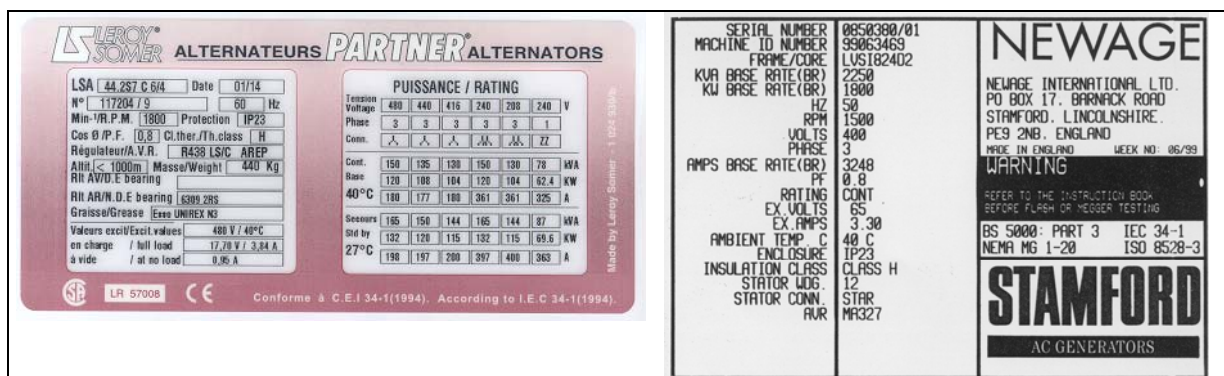 LEROY®
SOMER
ALTERNATEURS PARTNER® ALTERNATORS
LSA 44.2S7 C 6/4 Date 01/14
N° 117204 / 9 60 Hz
Min-¹/R.P.M. 1800 Protection IP23
Cos Ø /P.F. 0,8 Cl.ther./Th.class H
Régulateur/A.V.R. R438 LS/C AREP
Altit. < 1000m Masse/Weight 440 Kg
Rlt AV/D.E bearing
Rlt AR/N.D.E bearing 6309 2RS
Graisse/Grease Esso UNIREX N3
Valeurs excit/Excit.values 480 V / 40°C
en charge / full load 17,70 V / 3,84 A
à vide / at no load 0,95 A
PUISSANCE / RATING
Tension
Voltage 480 440 416 240 208 240 V
Phase 3 3 3 3 3 1
Conn. ZZ
Cont. 150 135 130 150 130 78 kVA
Base 120 108 104 120 104 62.4 KW
40°C 180 177 180 361 361 325 A
Secours 165 150 144 165 144 87 kVA
Std by 132 120 115 132 115 69.6 KW
27°C 198 197 200 397 400 363 A
Made by Leroy Somer - 1 024
LR 57008 CE Conforme à C.E.I 34-1(1994). According to I.E.C 34-1(1994).
SERIAL NUMBER 0850380/01
MACHINE ID NUMBER 99063469
FRAME/CORE LVSI824D2
KVA BASE RATE(BR) 2250
KW BASE RATE(BR) 1800
HZ 50
RPM 1500
VOLTS 400
PHASE 3
AMPS BASE RATE(BR) 3248
PF 0.8
RATING CONT
EX.VOLTS 65
EX.AMPS 3.30
AMBIENT TEMP. C 40 C
ENCLOSURE IP23
INSULATION CLASS CLASS H
STATOR WDG. 12
STATOR CONN. STAR
AVR MA327
NEWAGE
NEWAGE INTERNATIONAL LTD.
PO BOX 17. BARNACK ROAD
STAMFORD. LINCOLNSHIRE.
PE9 2NB. ENGLAND
MADE IN ENGLAND WEEK NO: 06/99
WARNING
REFER TO THE INSTRUCTION BOOK
BEFORE FLASH OR MEGGER TESTING
BS 5000: PART 3 IEC 34-1
NEMA MG 1-20 ISO 8528-3
STAMFORD
AC GENERATORS